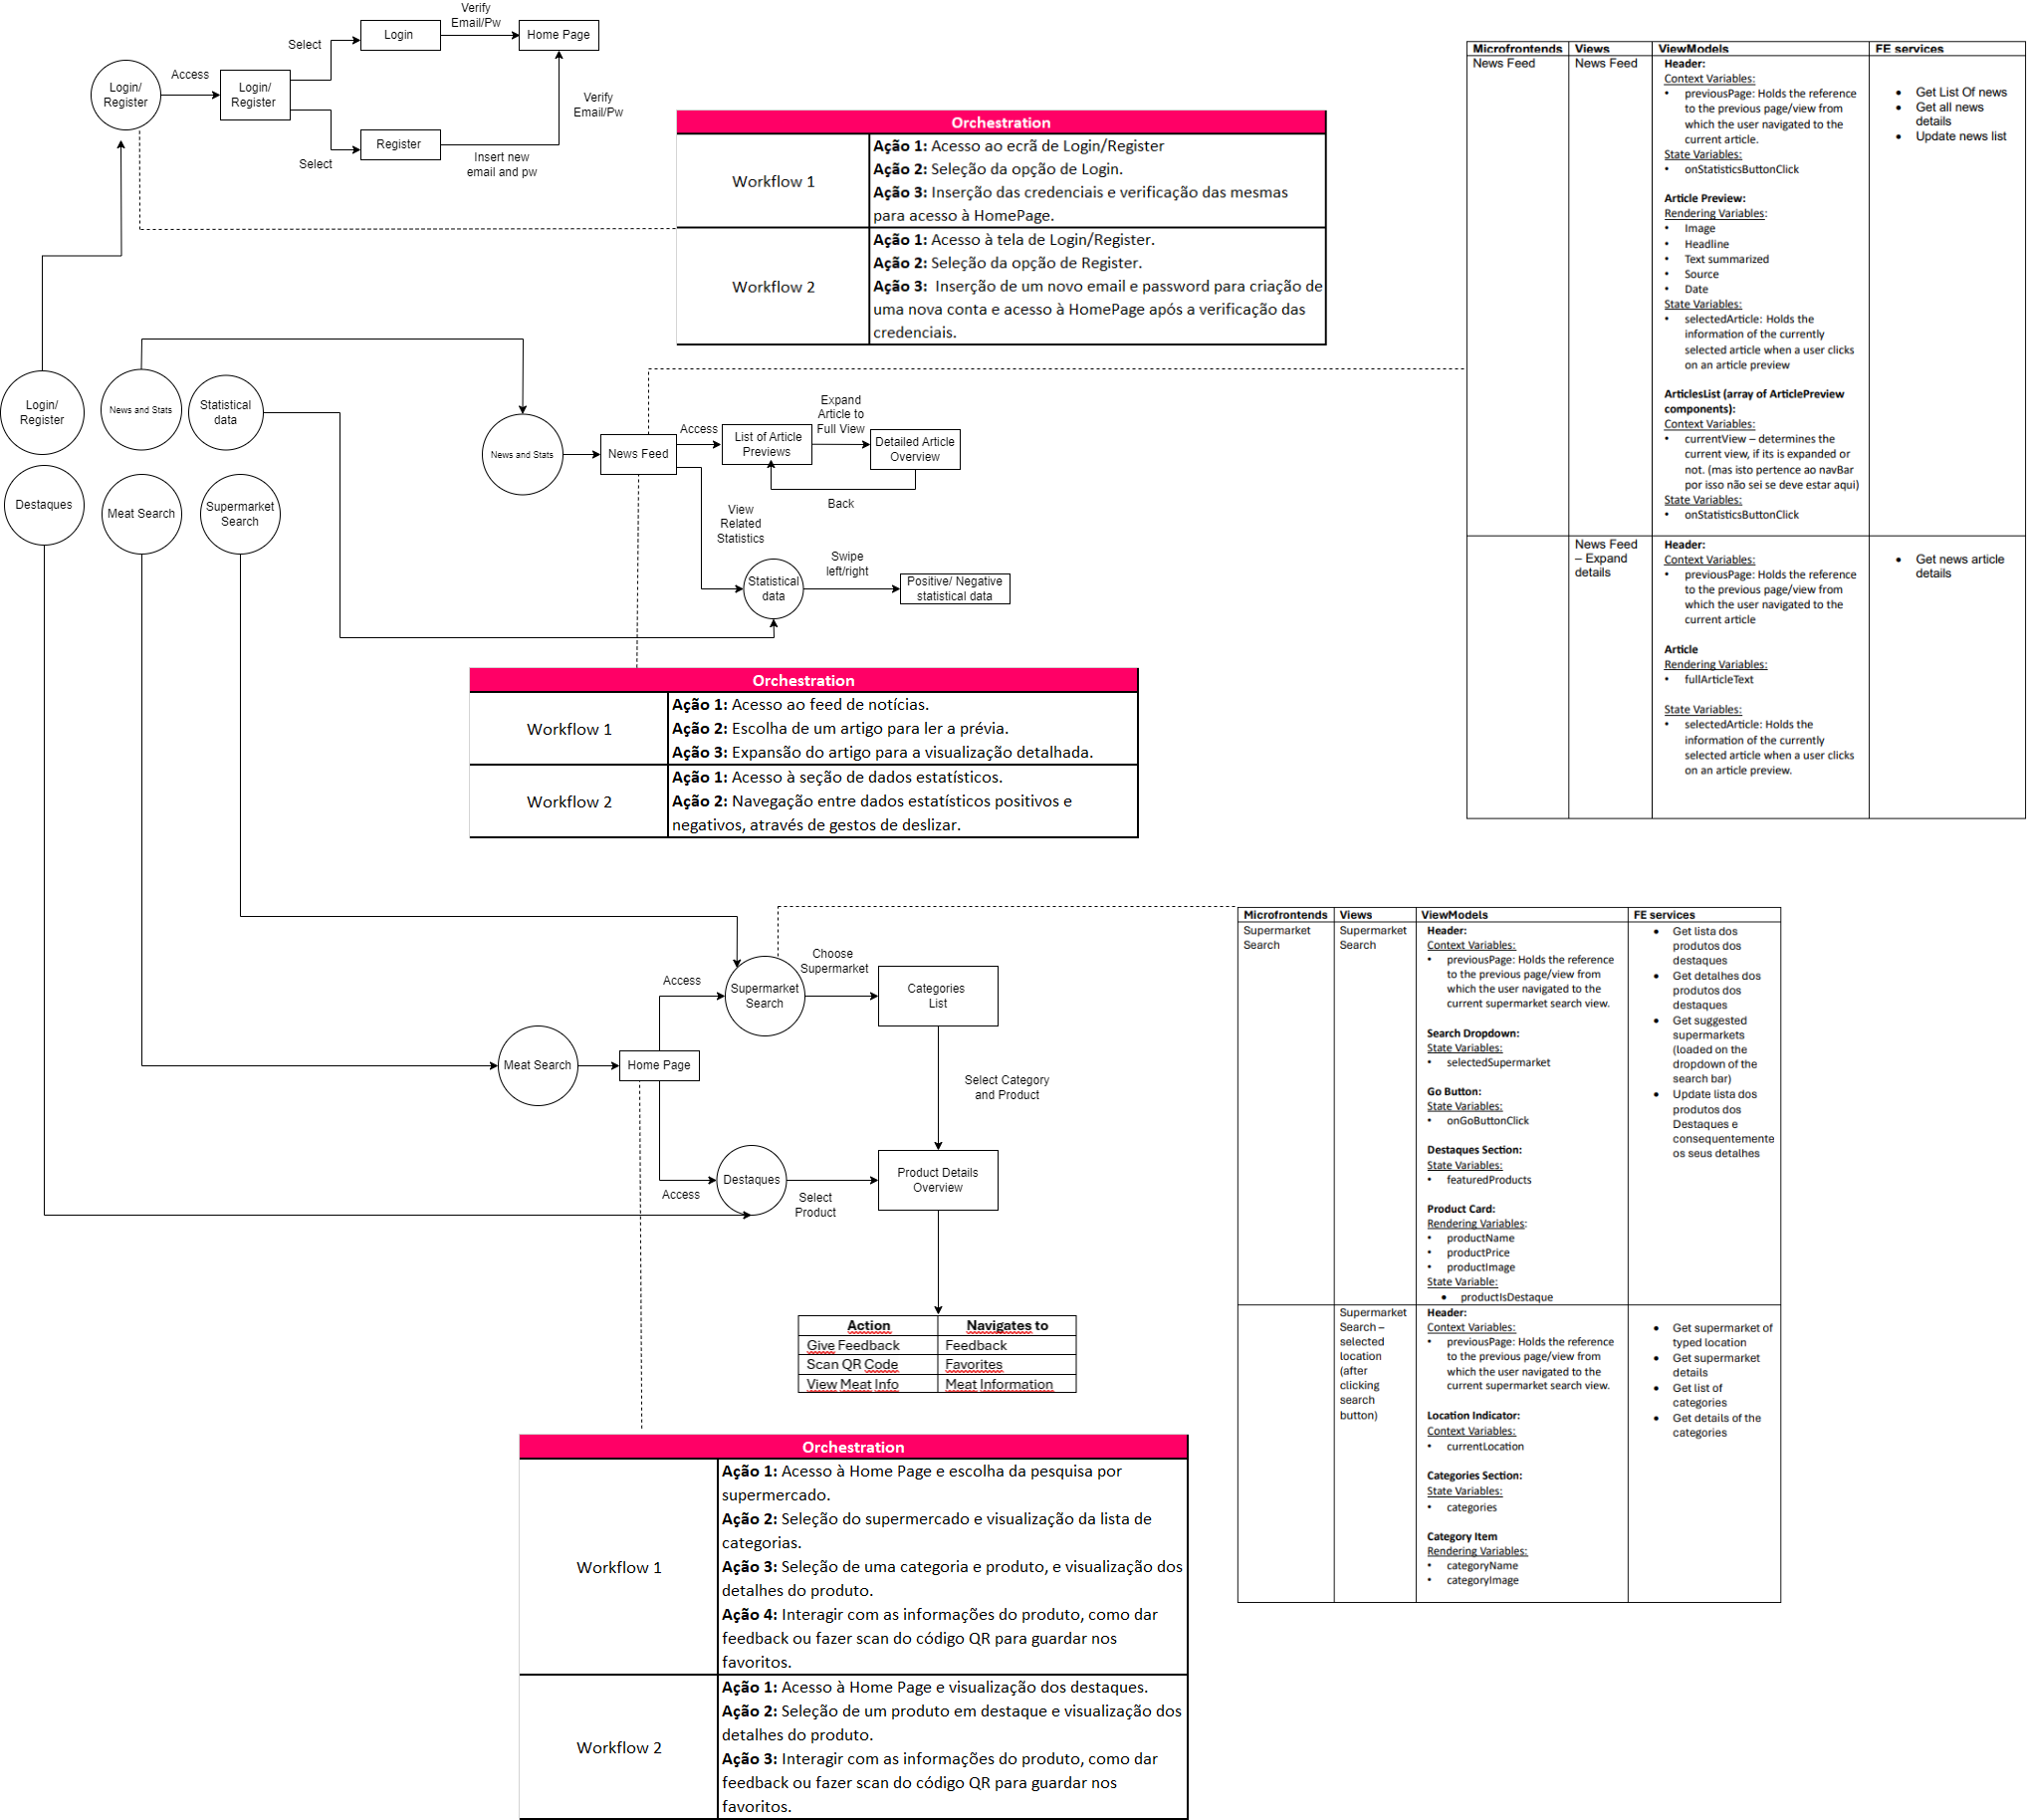 Login/
Register
Access
Login/
Register
Select
Login
Verify
Email/Pw
Home Page
Select
Register
Insert new
email and pw
Verify
Email/Pw
Orchestration
Workflow 1
Ação 1: Acesso ao ecrã de Login/Register
Ação 2: Seleção da opção de Login.
Ação 3: Inserção das credenciais e verificação das mesmas
para acesso à HomePage.
Workflow 2
Ação 1: Acesso à tela de Login/Register.
Ação 2: Seleção da opção de Register.
Ação 3: Inserção de um novo email e password para criação de
uma nova conta e acesso à HomePage após a verificação das
credenciais.
Login/
Register
News and Stats
Statistical
data
Destaques
Meat Search
Supermarket
Search
News and Stats
News Feed
Access
List of Article
Previews
Expand
Article to
Full View
Detailed Article
Overview
Back
View
Related
Statistics
Statistical
data
Swipe
left/right
Positive/ Negative
statistical data
Orchestration
Workflow 1
Ação 1: Acesso ao feed de notícias.
Ação 2: Escolha de um artigo para ler a prévia.
Ação 3: Expansão do artigo para a visualização detalhada.
Workflow 2
Ação 1: Acesso à seção de dados estatísticos.
Ação 2: Navegação entre dados estatísticos positivos e
negativos, através de gestos de deslizar.
Microfrontends Views ViewModels FE services
News Feed
News Feed
Header:
Context Variables:
• previousPage: Holds the reference
to the previous page/view from
which the user navigated to the
current article.
State Variables:
• onStatisticsButtonClick
Article Preview:
Rendering Variables:
• Image
• Headline
• Text summarized
• Source
• Date
State Variables:
• selectedArticle: Holds the
information of the currently
selected article when a user clicks
on an article preview
ArticlesList (array of ArticlePreview
components):
Context Variables:
• currentView – determines the
current view, if its is expanded or
not. (mas isto pertence ao navBar
por isso não sei se deve estar aqui)
State Variables:
• onStatisticsButtonClick
• Get List Of news
• Get all news
details
• Update news list
News Feed
– Expand
details
Header:
Context Variables:
• previousPage: Holds the reference
to the previous page/view from
which the user navigated to the
current article
Article
Rendering Variables:
• fullArticleText
State Variables:
• selectedArticle: Holds the
information of the currently
selected article when a user clicks
on an article preview.
• Get news article
details
Meat Search
Home Page
Access
Supermarket
Search
Choose
Supermarket
Categories
List
Select Category
and Product
Access
Destaques
Select
Product
Product Details
Overview
Action Navigates to
Give Feedback Feedback
Scan QR Code Favorites
View Meat Info Meat Information
Microfrontends Views ViewModels FE services
Supermarket
Search
Supermarket
Search
Header:
Context Variables:
• previousPage: Holds the reference
to the previous page/view from
which the user navigated to the
current supermarket search view.
Search Dropdown:
State Variables:
• selectedSupermarket
Go Button:
State Variables:
• onGoButtonClick
Destaques Section:
State Variables:
• featuredProducts
Product Card:
Rendering Variables:
• productName
• productPrice
• productImage
State Variable:
• productIsDestaque
• Get lista dos
produtos dos
destaques
• Get detalhes dos
produtos dos
destaques
• Get suggested
supermarkets
(loaded on the
dropdown of the
search bar)
• Update lista dos
produtos dos
Destaques e
consequentemente
os seus detalhes
Supermarket
Search –
selected
location
(after
clicking
search
button)
Header:
Context Variables:
• previousPage: Holds the reference
to the previous page/view from
which the user navigated to the
current supermarket search view.
Location Indicator:
Context Variables:
• currentLocation
Categories Section:
State Variables:
• categories
Category Item
Rendering Variables:
• categoryName
• categoryImage
• Get supermarket of
typed location
• Get supermarket
details
• Get list of
categories
• Get details of the
categories
Orchestration
Workflow 1
Ação 1: Acesso à Home Page e escolha da pesquisa por
supermercado.
Ação 2: Seleção do supermercado e visualização da lista de
categorias.
Ação 3: Seleção de uma categoria e produto, e visualização dos
detalhes do produto.
Ação 4: Interagir com as informações do produto, como dar
feedback ou fazer scan do código QR para guardar nos
favoritos.
Workflow 2
Ação 1: Acesso à Home Page e visualização dos destaques.
Ação 2: Seleção de um produto em destaque e visualização dos
detalhes do produto.
Ação 3: Interagir com as informações do produto, como dar
feedback ou fazer scan do código QR para guardar nos
favoritos.